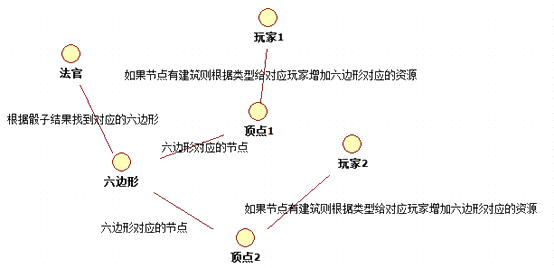 玩家1
法官
如果节点有建筑则根据类型给对应玩家增加六边形对应的资源
根据骰子结果找到对应的六边形
顶点1
六边形对应的节点
玩家2
六边形
如果节点有建筑则根据类型给对应玩家增加六边形对应的资源
六边形对应的节点
顶点2